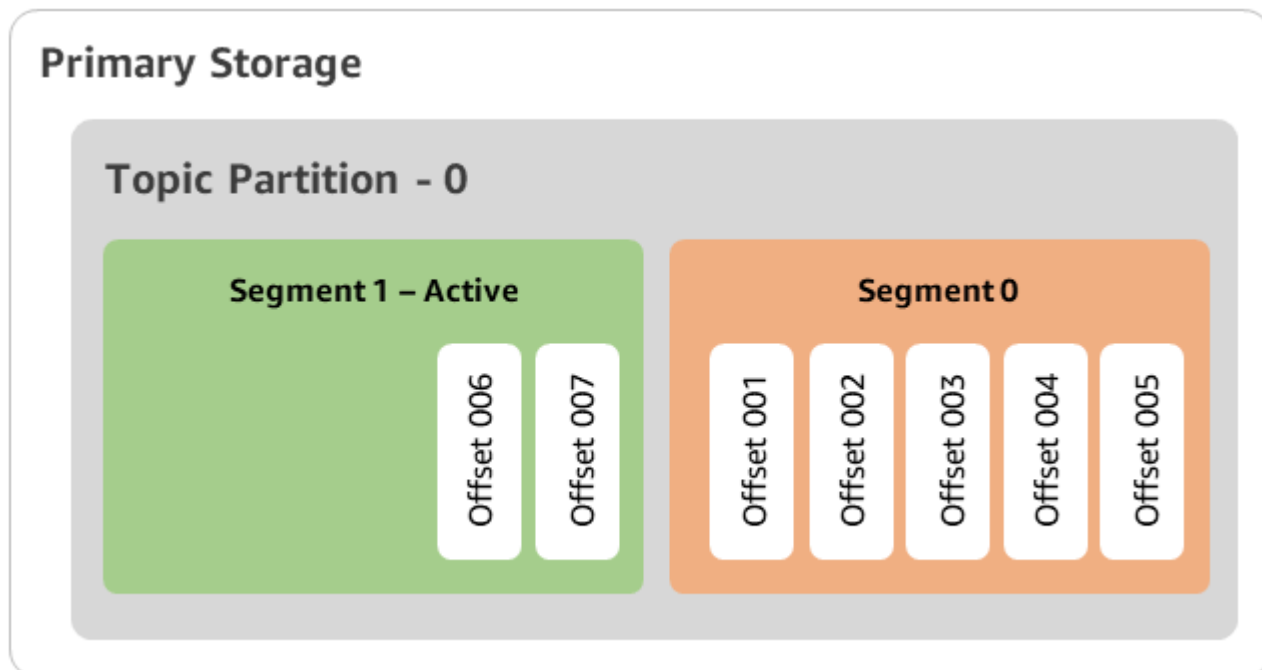 Primary Storage
Topic Partition - 0
Segment 1 – Active
Offset 006
Offset 007
Segment 0
Offset 001
Offset 002
Offset 003
Offset 004
Offset 005